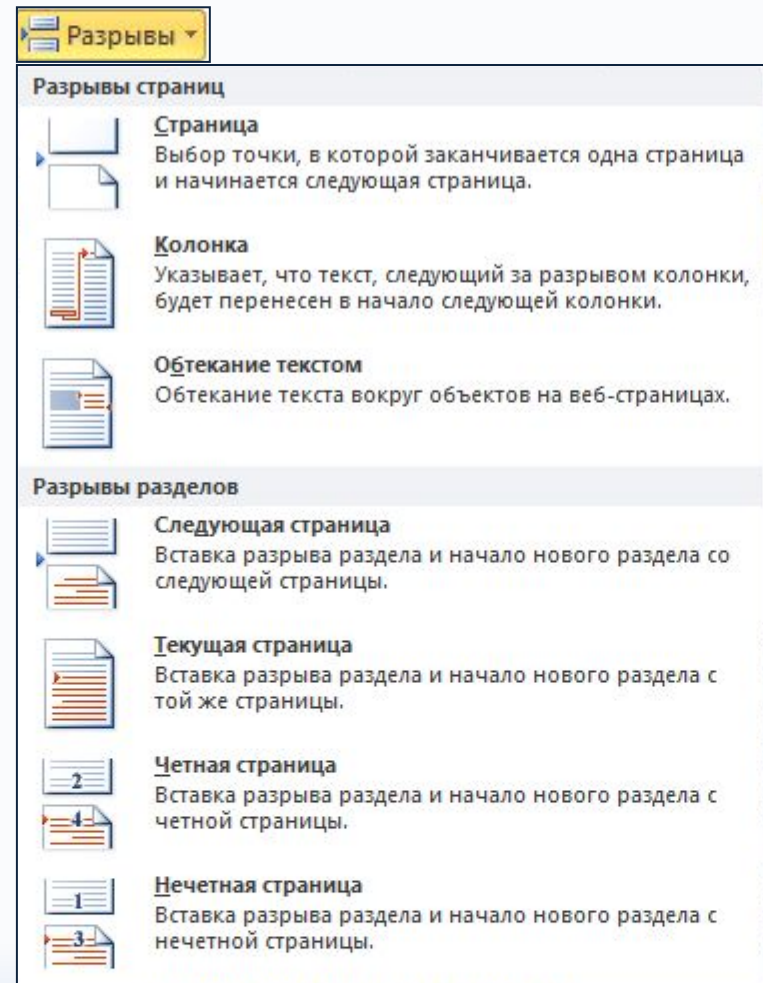 Разрывы
Разрывы страниц
Страница
Выбор точки, в которой заканчивается одна страница
и начинается следующая страница.
Колонка
Указывает, что текст, следующий за разрывом колонки,
будет перенесен в начало следующей колонки.
Обтекание текстом
Обтекание текста вокруг объектов на веб-страницах.
Разрывы разделов
Следующая страница
Вставка разрыва раздела и начало нового раздела со
следующей страницы.
Текущая страница
Вставка разрыва раздела и начало нового раздела с
той же страницы.
2
4
Четная страница
Вставка разрыва раздела и начало нового раздела с
четной страницы.
1
3
Нечетная страница
Вставка разрыва раздела и начало нового раздела с
нечетной страницы.